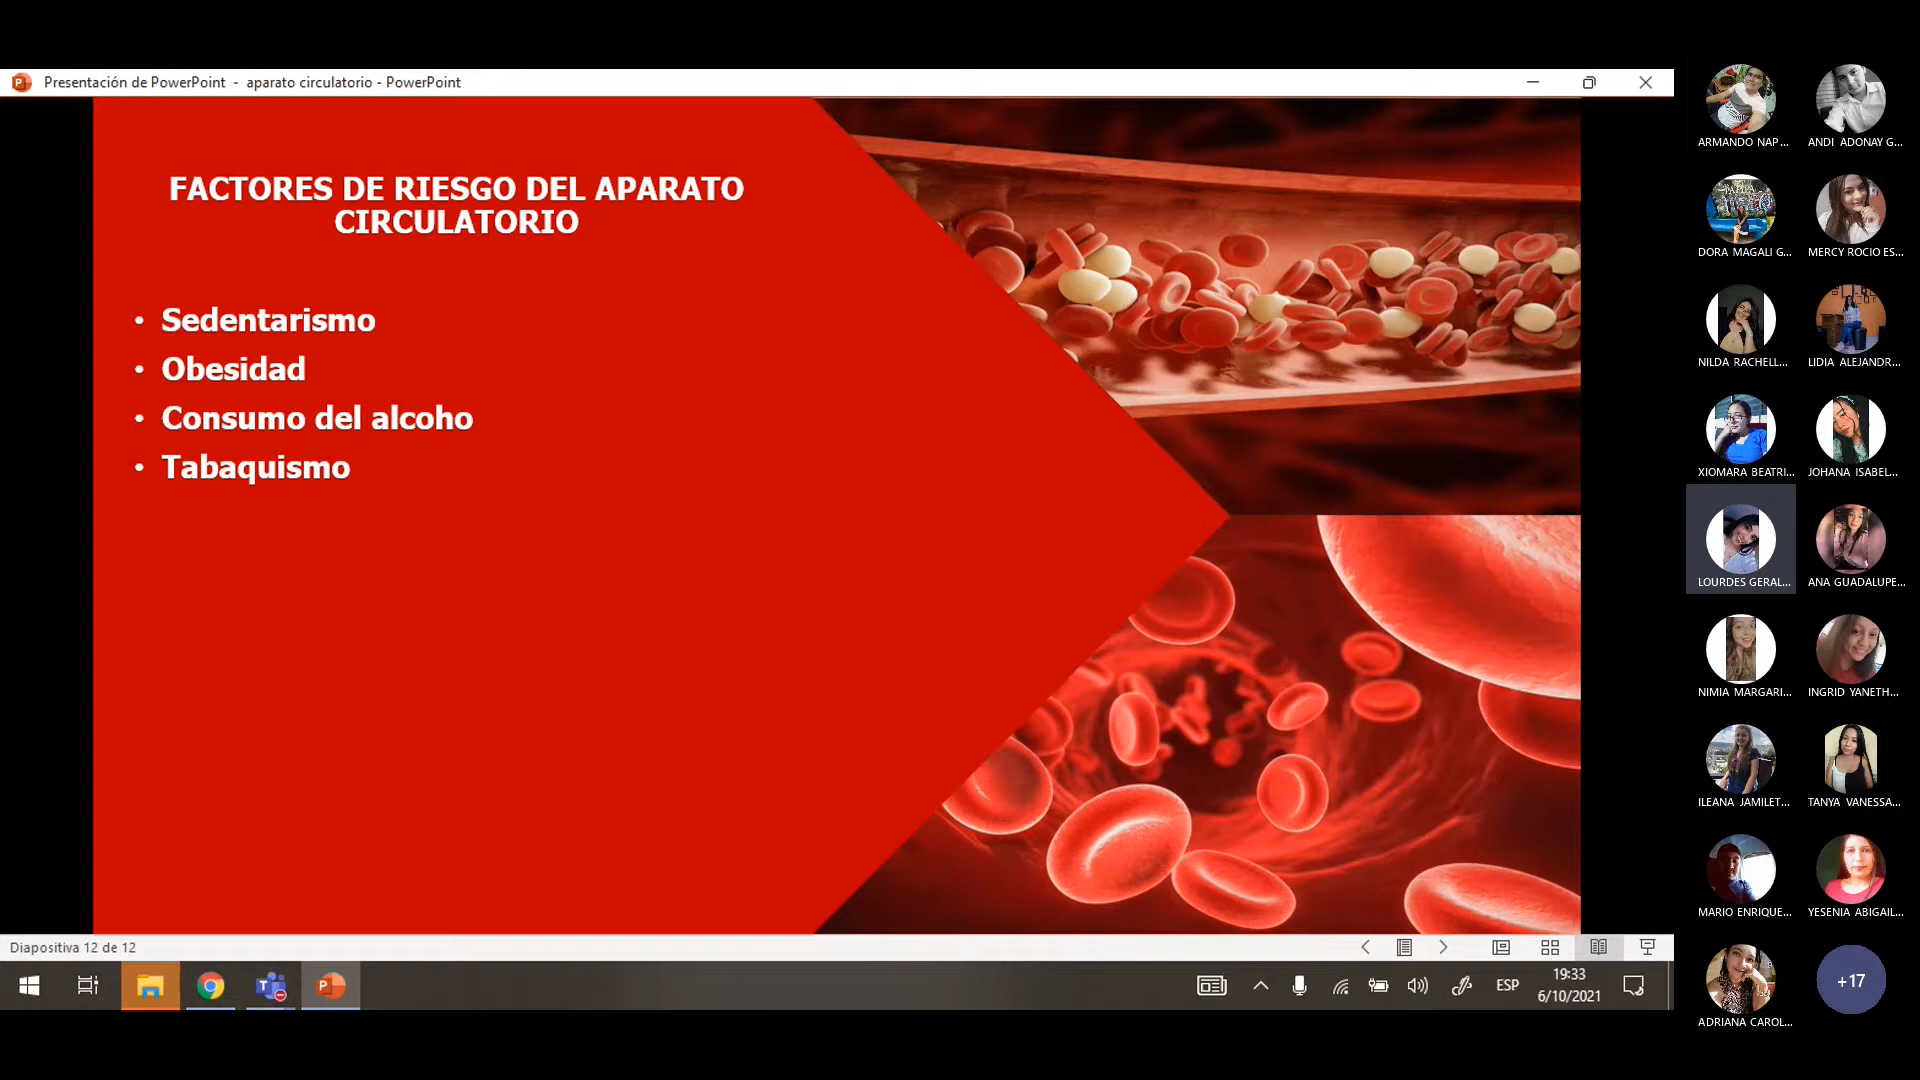 Presentación de PowerPoint - aparato circulatorio - PowerPoint
FACTORES DE RIESGO DEL APARATO
CIRCULATORIO
• Sedentarismo
• Obesidad
• Consumo del alcoho
• Tabaquismo
Diapositiva 12 de 12
ESP
19:33
6/10/2021
ARMANDO NAP...
ANDI ADONAY G...
DORA MAGALI G...
MERCY ROCIO ES...
NILDA RACHELL...
LIDIA ALEJANDR...
XIOMARA BEATRI...
JOHANA ISABEL...
LOURDES GERAL...
ANA GUADALUPE...
NIMIA MARGARI...
INGRID YANETH...
ILEANA JAMILET...
TANYA VANESSA...
MARIO ENRIQUE...
YESENIA ABIGAIL...
ADRIANA CAROL...
+17